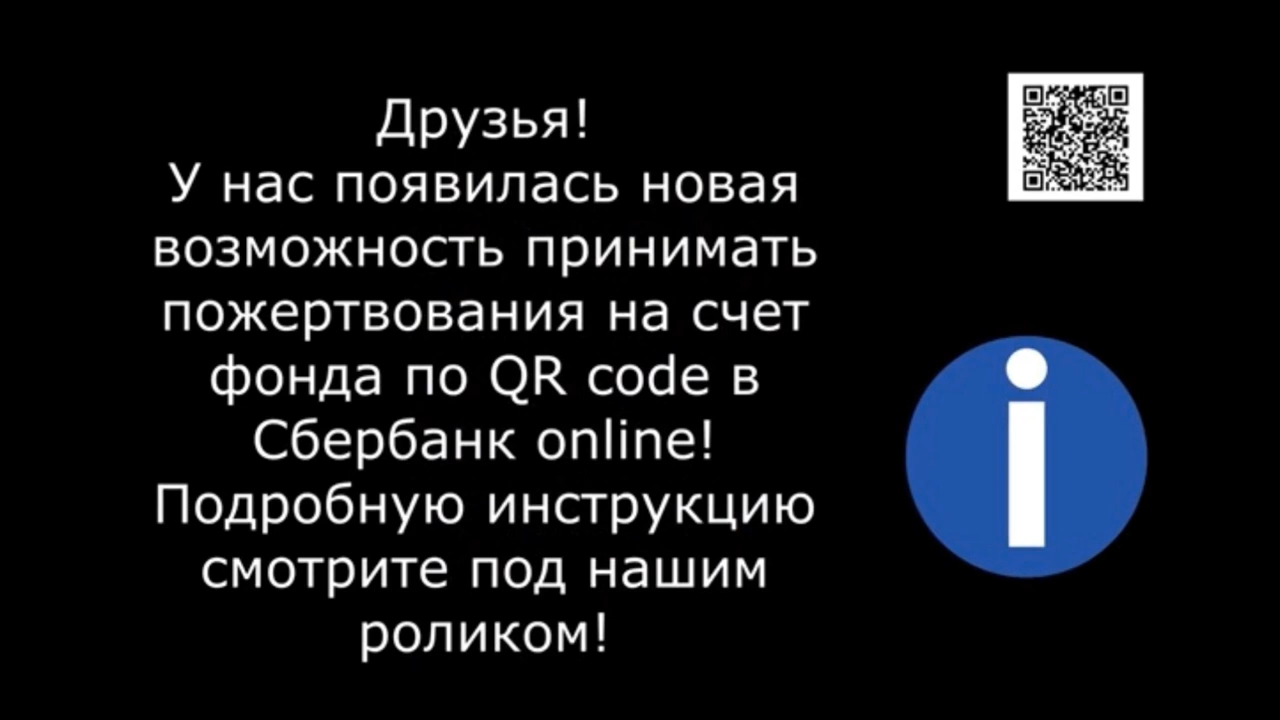 Друзья!
У нас появилась новая
возможность принимать
пожертвования на счет
фонда по QR code в
Сбербанк online!
Подробную инструкцию
смотрите под нашим
роликом!
i